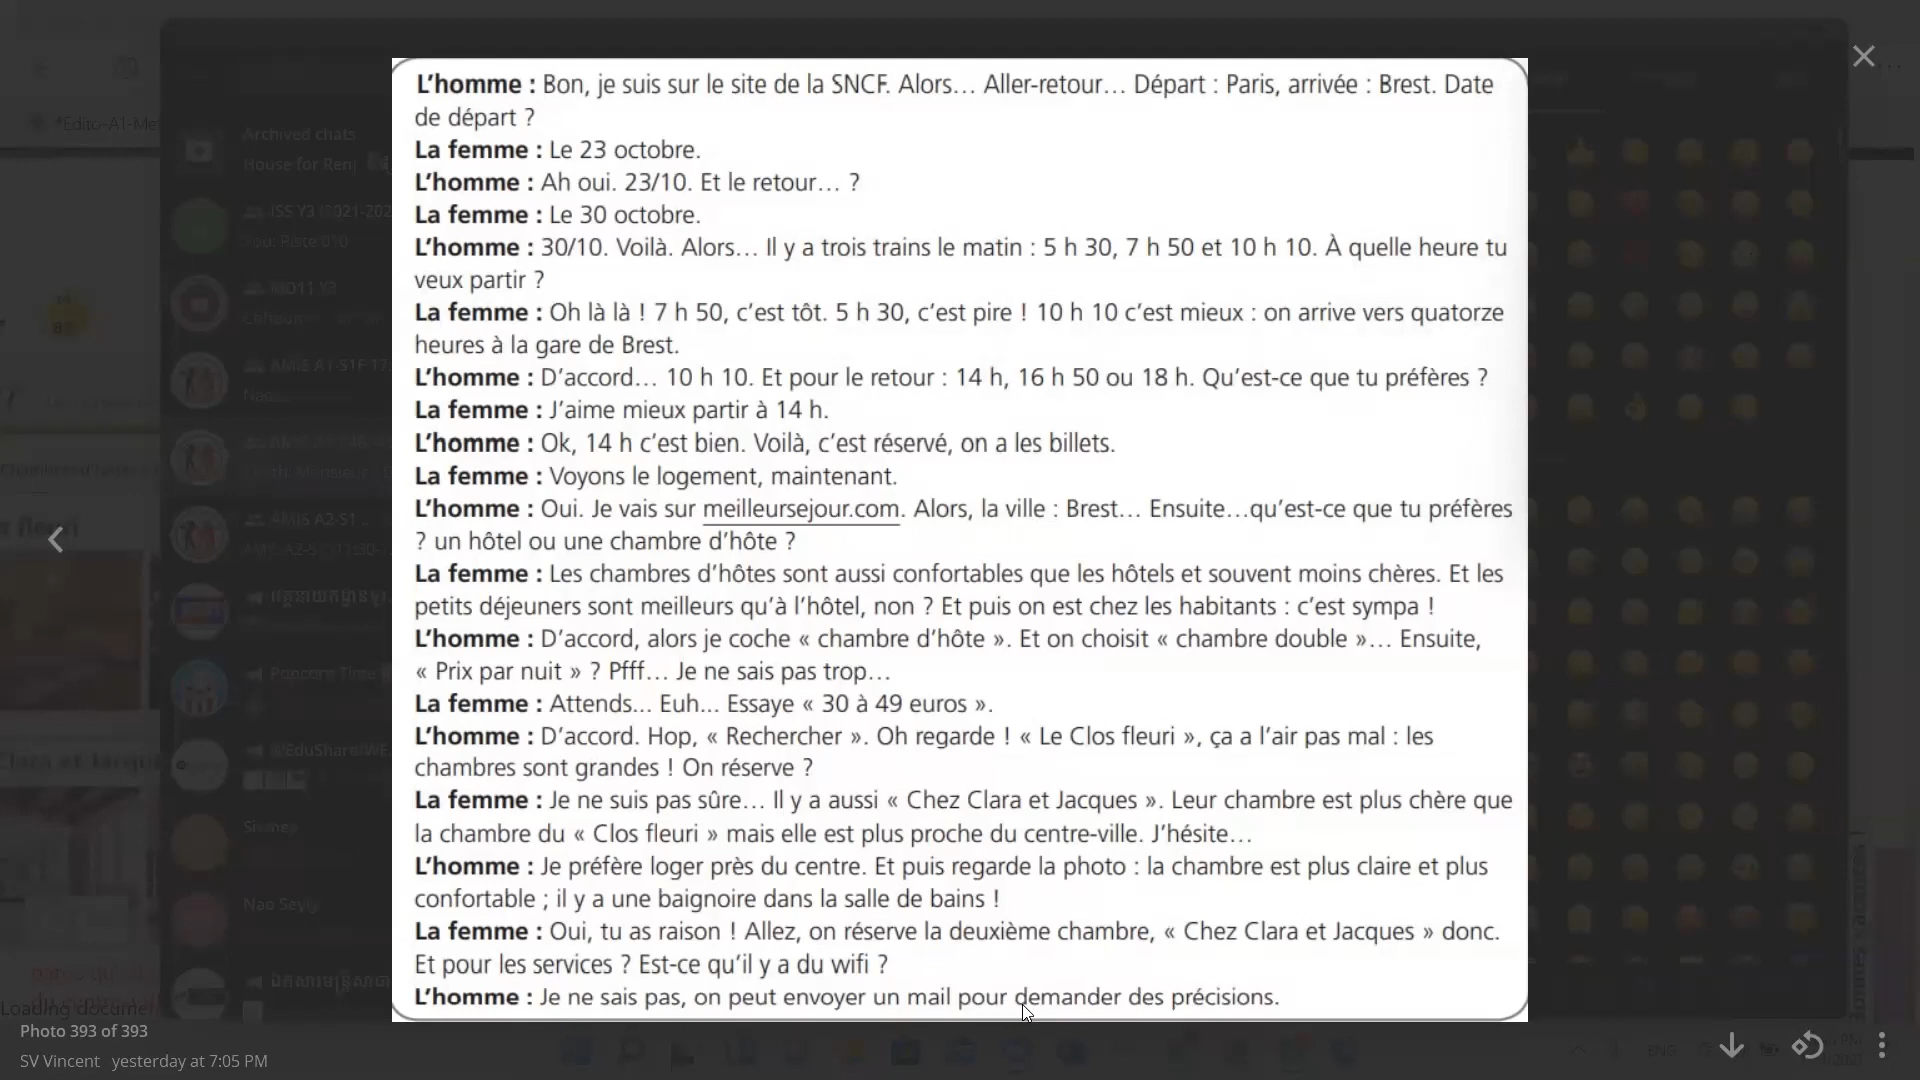 L'homme : Bon, je suis sur le site de la SNCF. Alors… Aller-retour… Départ : Paris, arrivée : Brest. Date
de départ ?
La femme : Le 23 octobre.
L'homme : Ah oui. 23/10. Et le retour… ?
La femme : Le 30 octobre.
L'homme : 30/10. Voilà. Alors… Il y a trois trains le matin : 5 h 30, 7 h 50 et 10 h 10. À quelle heure tu
veux partir ?
La femme : Oh là là ! 7 h 50, c'est tôt. 5 h 30, c'est pire ! 10 h 10 c'est mieux : on arrive vers quatorze
heures à la gare de Brest.
L'homme : D'accord… 10 h 10. Et pour le retour : 14 h, 16 h 50 ou 18 h. Qu'est-ce que tu préfères ?
La femme : J'aime mieux partir à 14 h.
L'homme : Ok, 14 h c'est bien. Voilà, c'est réservé, on a les billets.
La femme : Voyons le logement, maintenant.
L'homme : Oui. Je vais sur meilleursejour.com. Alors, la ville : Brest… Ensuite…qu'est-ce que tu préfères
? un hôtel ou une chambre d'hôte ?
La femme : Les chambres d'hôtes sont aussi confortables que les hôtels et souvent moins chères. Et les
petits déjeuners sont meilleurs qu'à l'hôtel, non ? Et puis on est chez les habitants : c'est sympa !
L'homme : D'accord, alors je coche « chambre d'hôte ». Et on choisit « chambre double »… Ensuite,
« Prix par nuit » ? Pfff… Je ne sais pas trop…
La femme : Attends... Euh... Essaye « 30 à 49 euros ».
L'homme : D'accord. Hop, « Rechercher ». Oh regarde ! « Le Clos fleuri », ça a l'air pas mal : les
chambres sont grandes ! On réserve ?
La femme : Je ne suis pas sûre… Il y a aussi « Chez Clara et Jacques ». Leur chambre est plus chère que
la chambre du « Clos fleuri » mais elle est plus proche du centre-ville. J'hésite…
L'homme : Je préfère loger près du centre. Et puis regarde la photo : la chambre est plus claire et plus
confortable ; il y a une baignoire dans la salle de bains !
La femme : Oui, tu as raison ! Allez, on réserve la deuxième chambre, « Chez Clara et Jacques » donc.
Et pour les services ? Est-ce qu'il y a du wifi ?
L'homme : Je ne sais pas, on peut envoyer un mail pour demander des précisions.
Archived chats
House for Ren
*Edito-A1-Me
Loading documen
Photo 393 of 393
SV Vincent yesterday at 7:05 PM
ENG